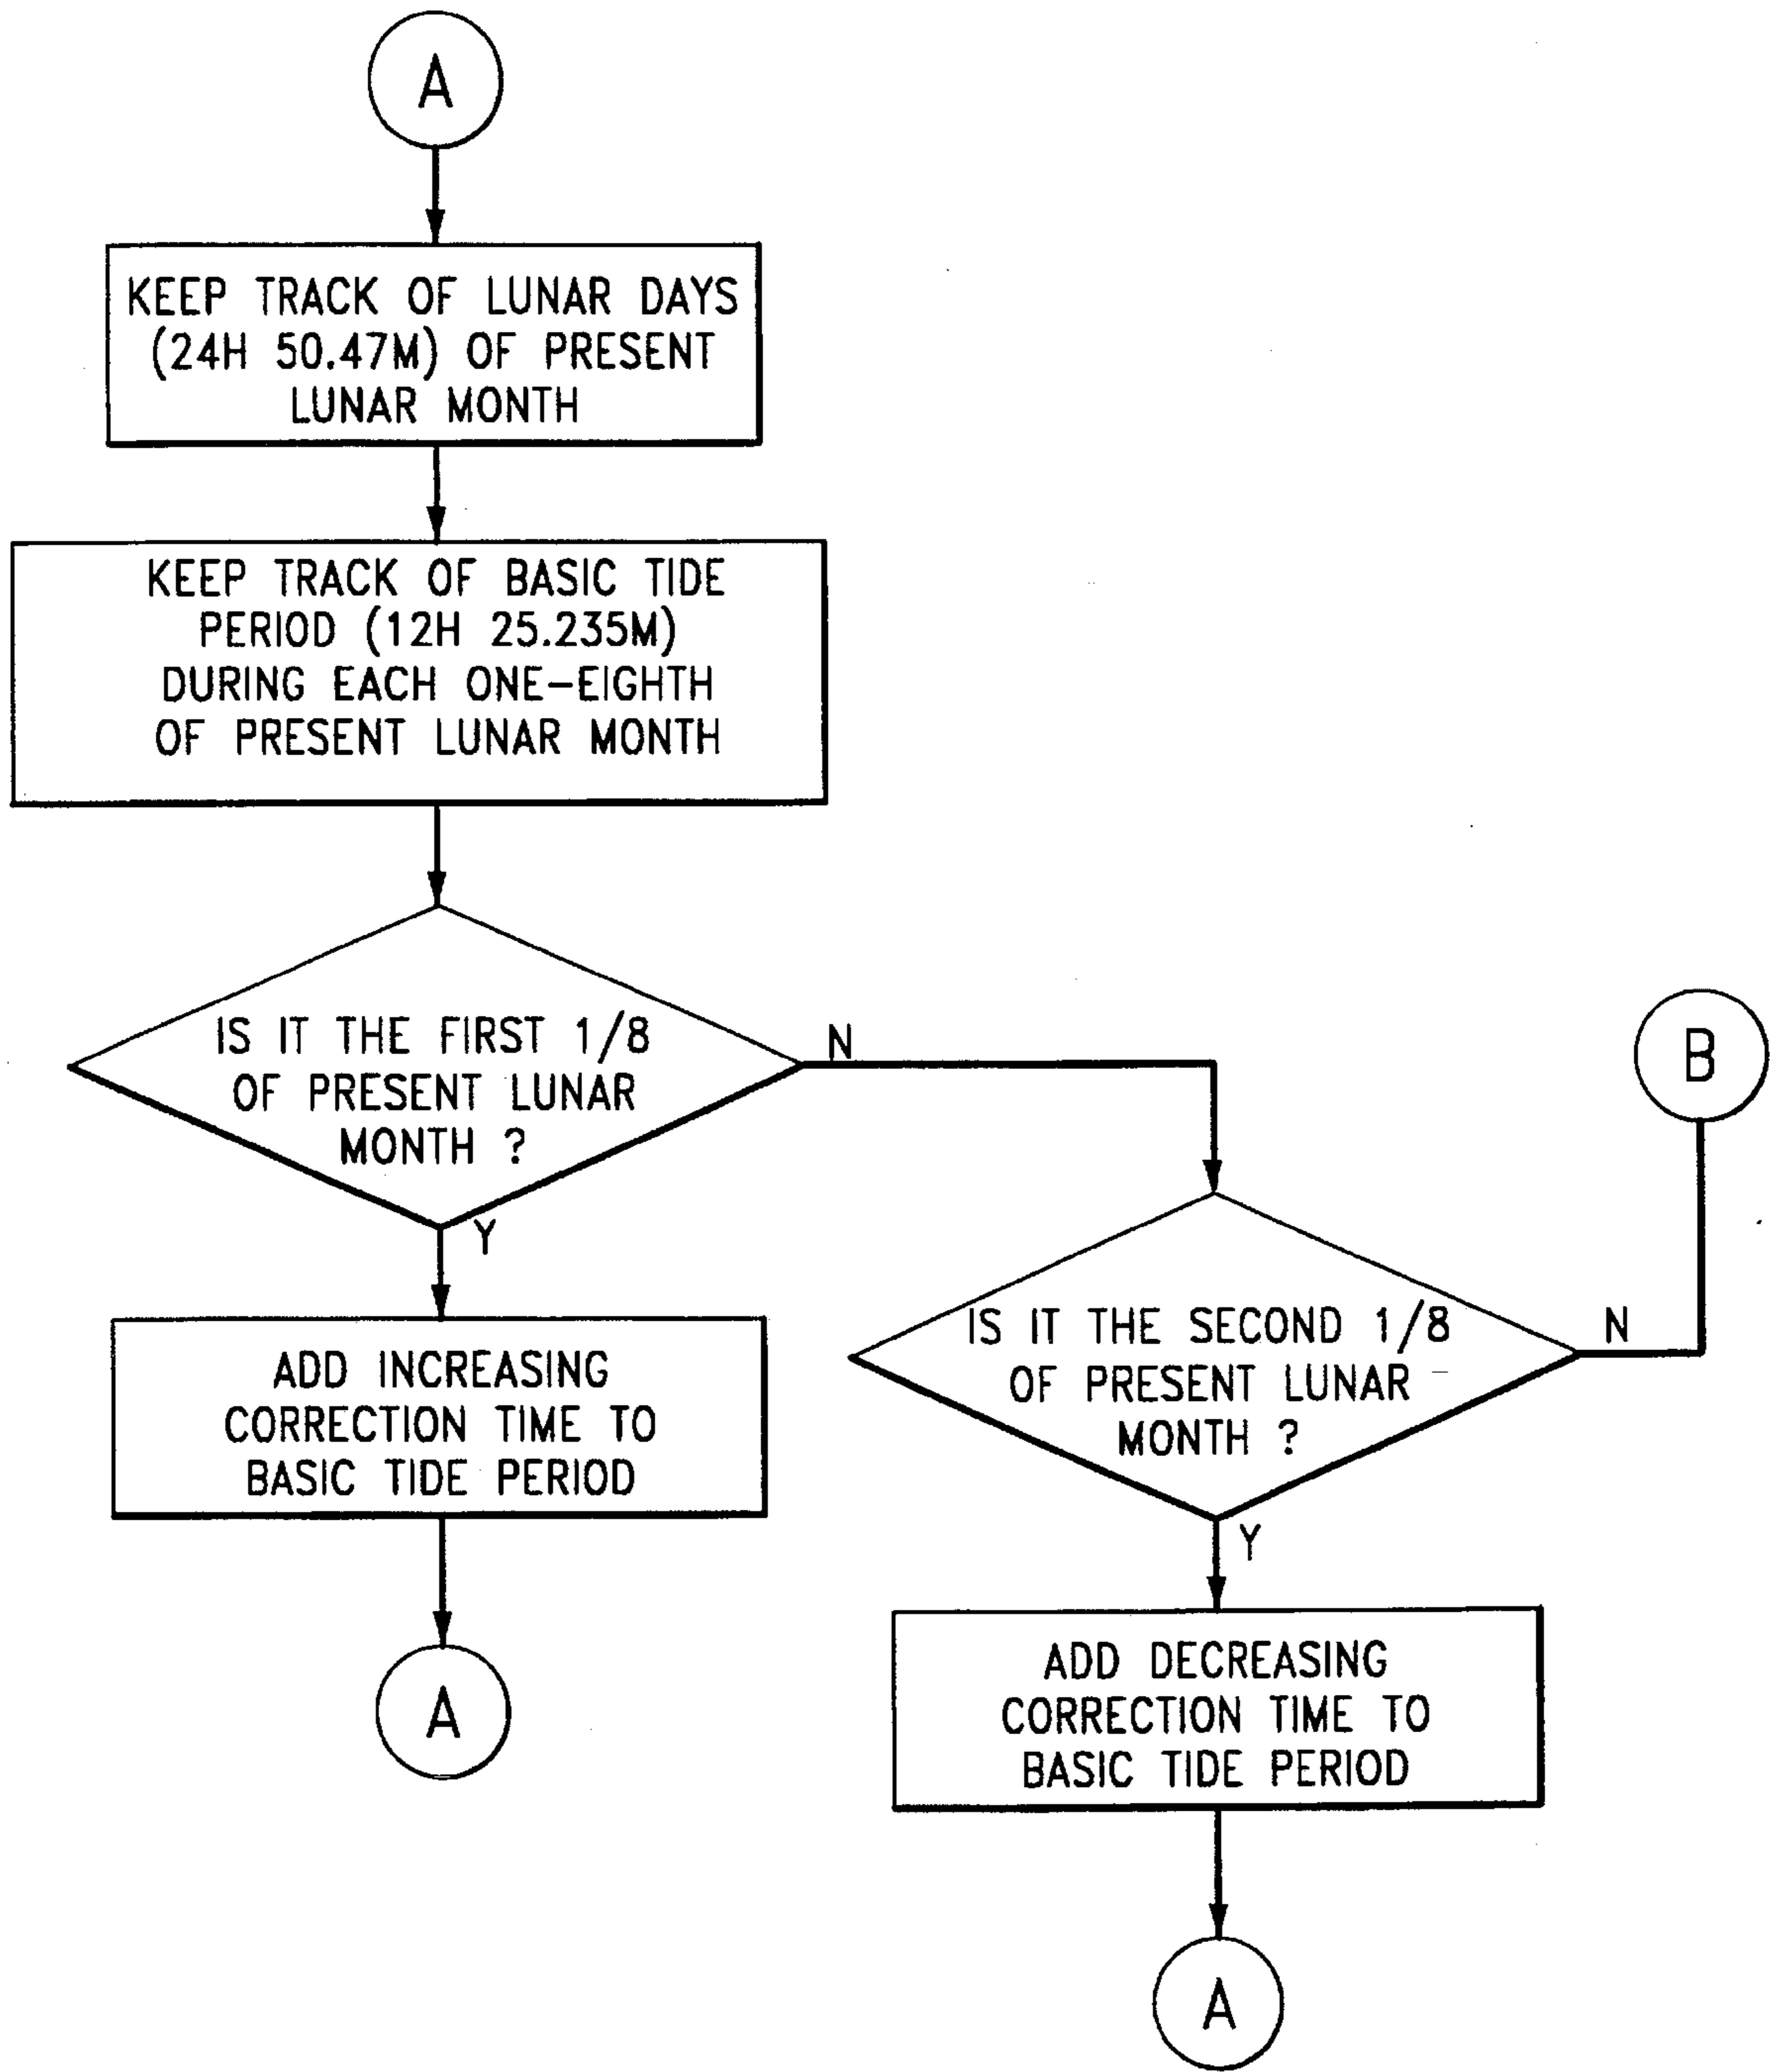 A
KEEP TRACK OF LUNAR DAYS
(24H 50.47M) OF PRESENT
LUNAR MONTH
KEEP TRACK OF BASIC TIDE
PERIOD (12H 25.235M)
DURING EACH ONE-EIGHTH
OF PRESENT LUNAR MONTH
IS IT THE FIRST 1/8
OF PRESENT LUNAR
MONTH ?
N
Y
B
ADD INCREASING
CORRECTION TIME TO
BASIC TIDE PERIOD
A
IS IT THE SECOND 1/8
OF PRESENT LUNAR
MONTH ?
N
Y
ADD DECREASING
CORRECTION TIME TO
BASIC TIDE PERIOD
A